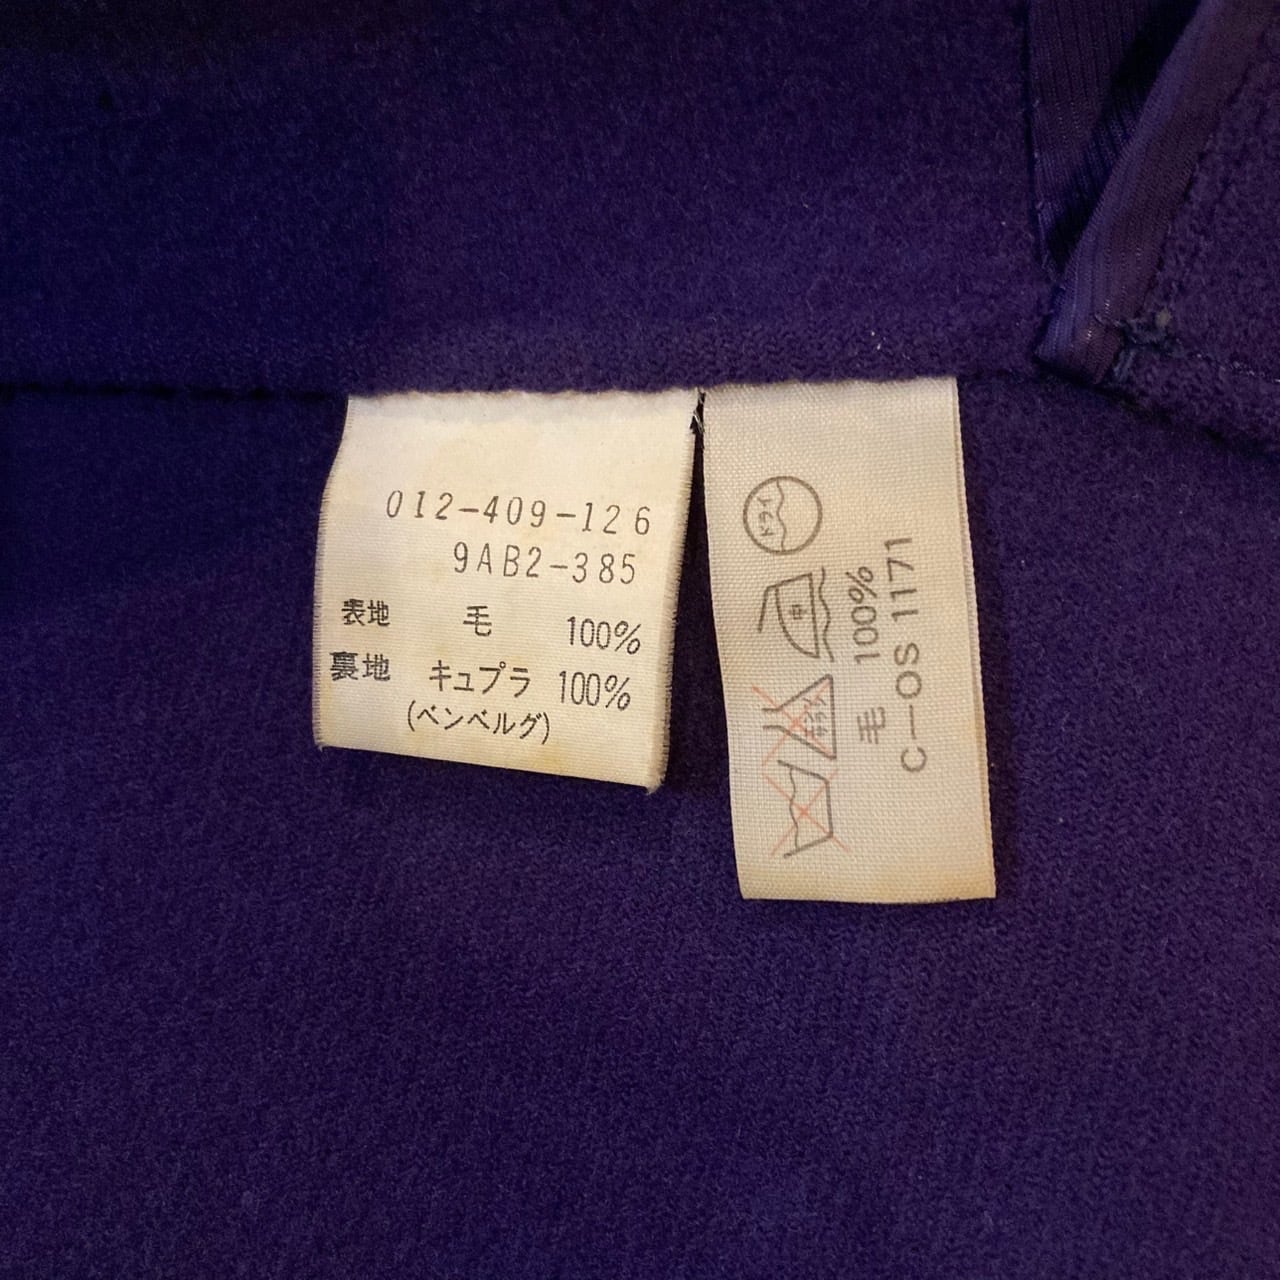 012-409-126
9AB2-385
表地 毛 100%
裏地 キュプラ 100%
(ベンベルグ)
毛 100%
C-OS 1171